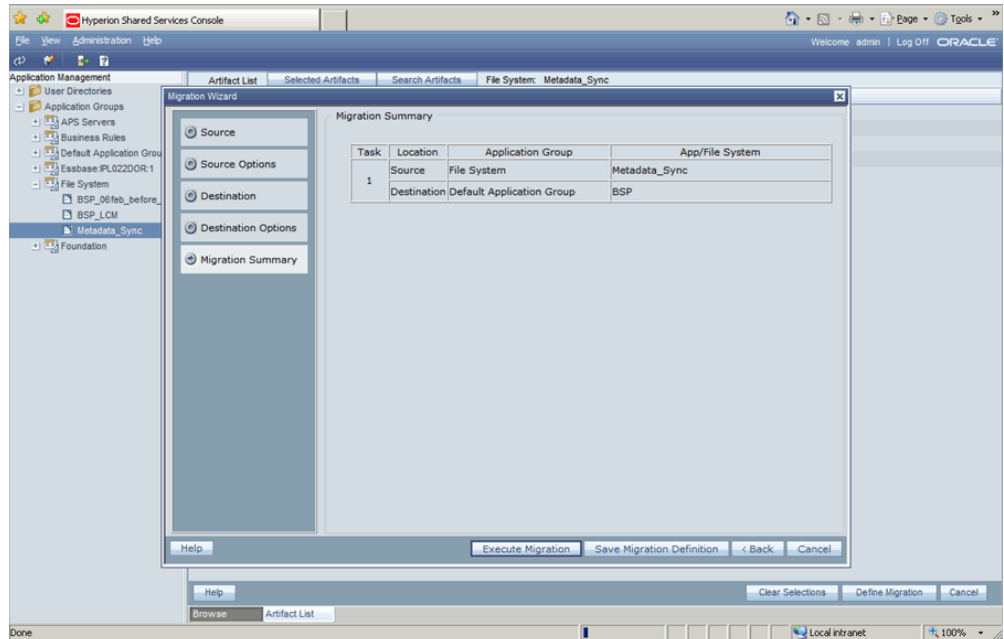 Hyperion Shared Services Console
Page Tools »
File View Administration Help
Welcome admin | Log Off ORACLE
Application Management
Artifact List Selected Artifacts Search Artifacts File System: Metadata_Sync
User Directories
Application Groups
APS Servers
Business Rules
Default Application Grou
Essbase:IPL022DOR:1
File System
BSP_06feb_before_
BSP_LCM
Metadata_Sync
Foundation
Migration Wizard
Source
Source Options
Destination
Destination Options
Migration Summary
Migration Summary
Task Location Application Group App/File System
1 Source File System Metadata_Sync
Destination Default Application Group BSP
Help Execute Migration Save Migration Definition < Back Cancel
Help Clear Selections Define Migration Cancel
Browse Artifact List
Done Local intranet 100%